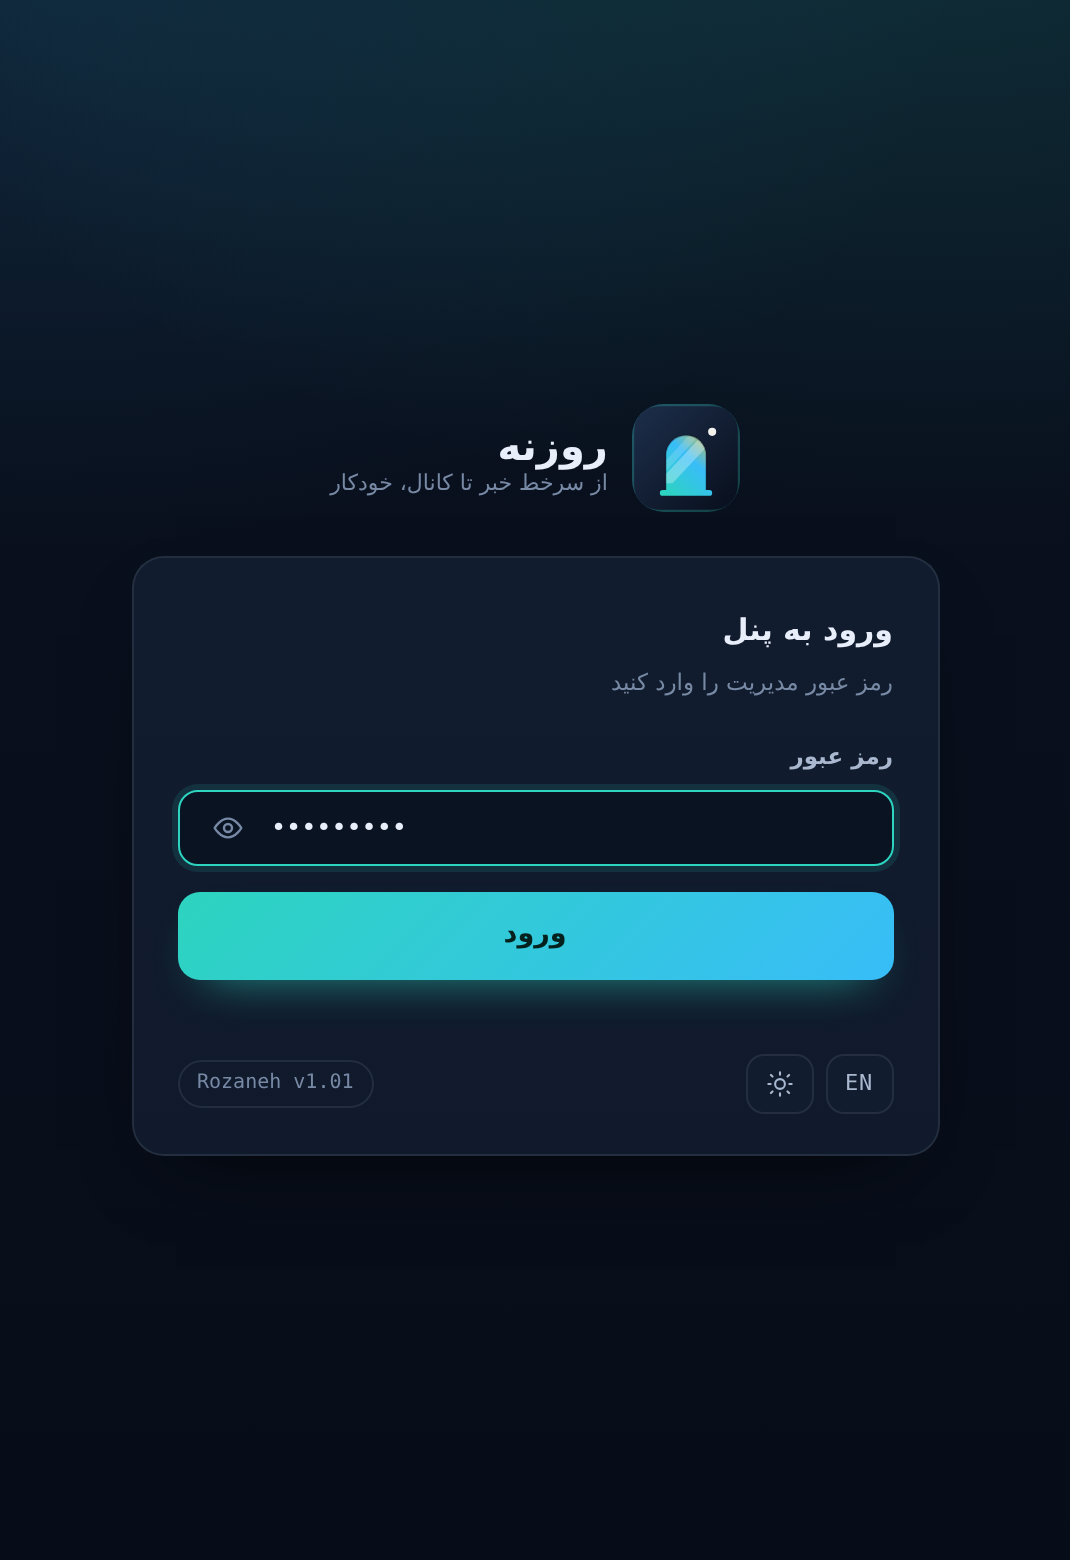 روزنه
از سرخط خبر تا کانال، خودکار
ورود به پنل
رمز عبور مدیریت را وارد کنید
رمز عبور
•••••••••
ورود
EN
Rozaneh v1.01